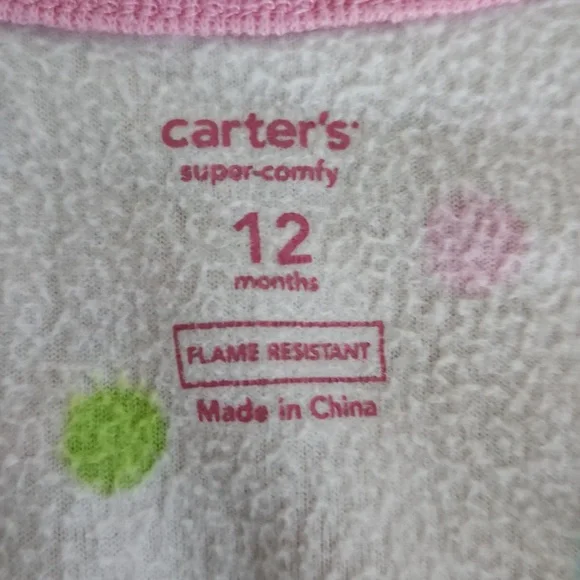 carter's
super-comfy
12
months
FLAME RESISTANT
Made in China